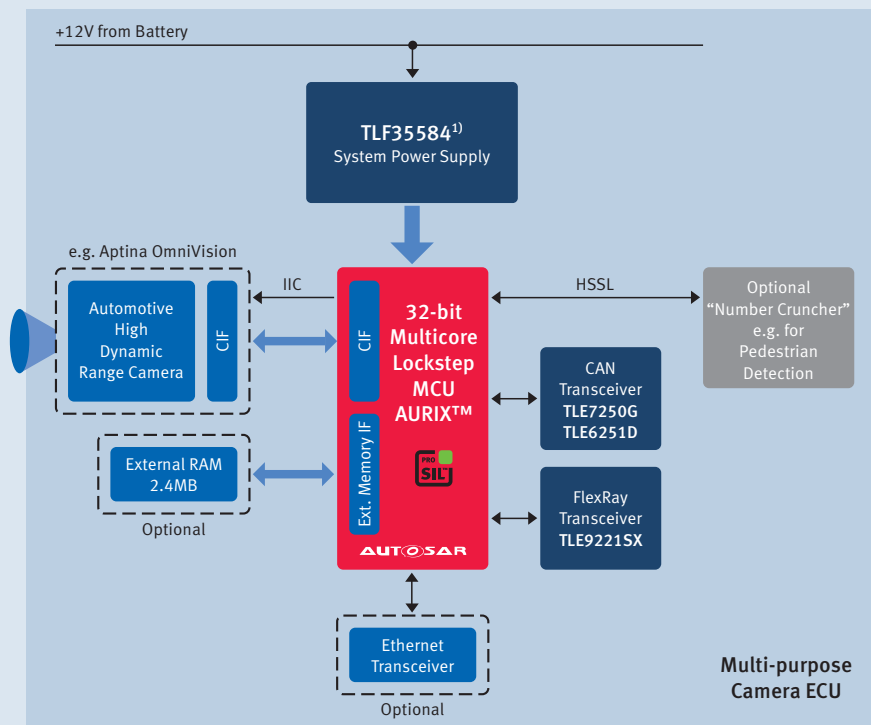 +12V from Battery
TLF35584¹⁾
System Power Supply
e.g. Aptina OmniVision
Automotive
High
Dynamic
Range Camera
CIF
IIC
CIF
32-bit
Multicore
Lockstep
MCU
AURIX™
HSSL
Optional
“Number Cruncher”
e.g. for
Pedestrian
Detection
CAN
Transceiver
TLE7250G
TLE6251D
External RAM
2.4MB
Optional
Ext. Memory IF
PRO
SIL™
AUTOSAR
FlexRay
Transceiver
TLE9221SX
Ethernet
Transceiver
Optional
Multi-purpose
Camera ECU